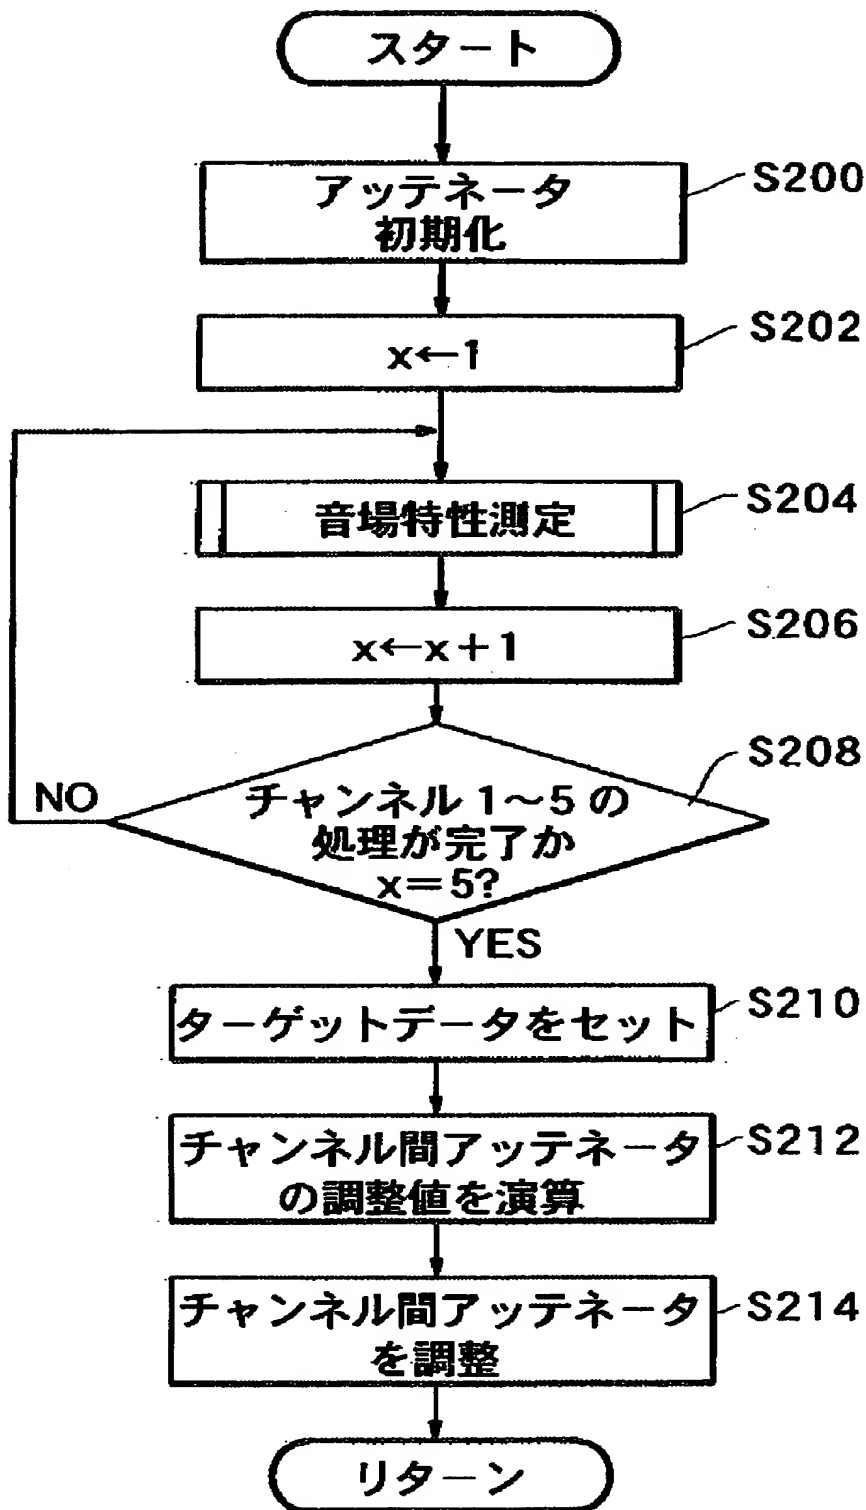 スタート
アッテネータ
初期化
S200
x←1
S202
音場特性測定
S204
x←x+1
S206
チャンネル1～5の
処理が完了か
x=5?
S208
NO
YES
ターゲットデータをセット
S210
チャンネル間アッテネータ
の調整値を演算
S212
チャンネル間アッテネータ
を調整
S214
リターン